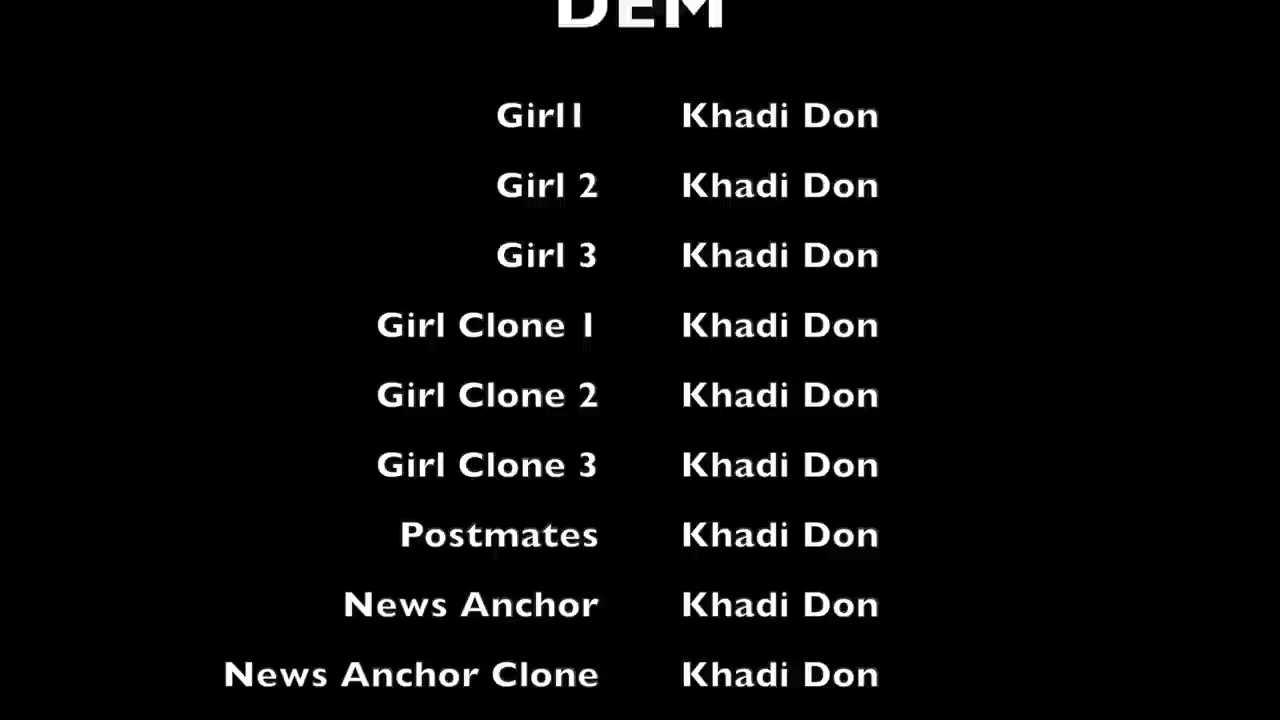 DEM
Girl1 Khadi Don
Girl 2 Khadi Don
Girl 3 Khadi Don
Girl Clone 1 Khadi Don
Girl Clone 2 Khadi Don
Girl Clone 3 Khadi Don
Postmates Khadi Don
News Anchor Khadi Don
News Anchor Clone Khadi Don